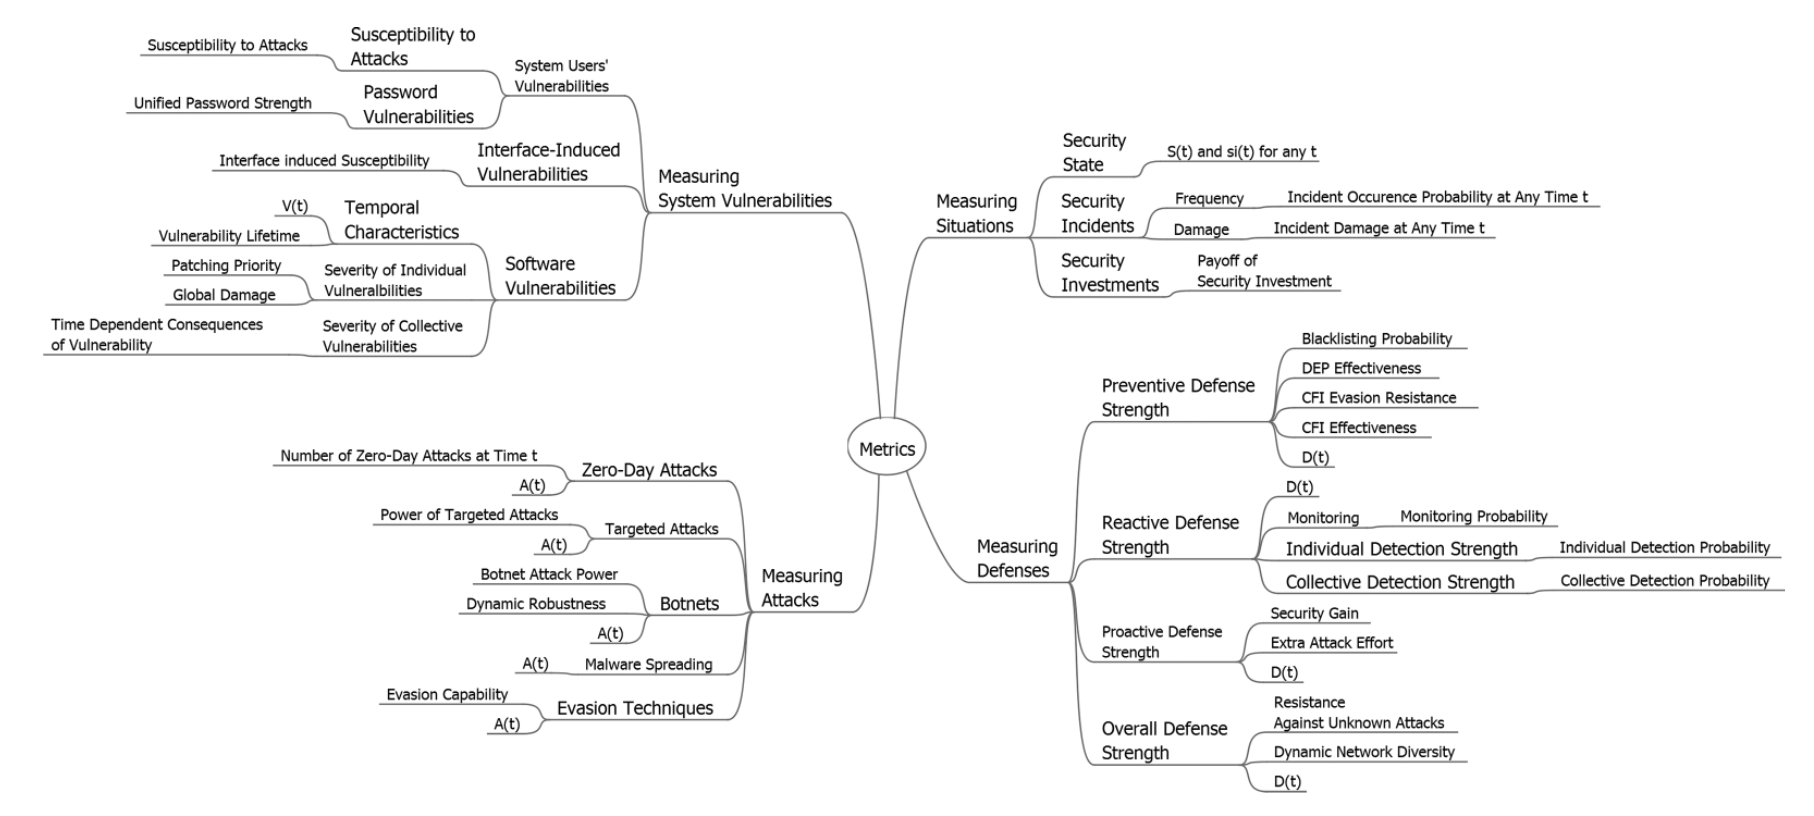 Susceptibility to Attacks
Susceptibility to
Attacks
Unified Password Strength
Password
Vulnerabilities
System Users'
Vulnerabilities
Interface induced Susceptibility
Interface-Induced
Vulnerabilities
V(t)
Vulnerability Lifetime
Temporal
Characteristics
Patching Priority
Global Damage
Severity of Individual
Vulneralbilities
Time Dependent Consequences
of Vulnerability
Severity of Collective
Vulnerabilities
Software
Vulnerabilities
Measuring
System Vulnerabilities
Number of Zero-Day Attacks at Time t
A(t)
Zero-Day Attacks
Power of Targeted Attacks
A(t)
Targeted Attacks
Botnet Attack Power
Dynamic Robustness
A(t)
Botnets
A(t)
Malware Spreading
Evasion Capability
A(t)
Evasion Techniques
Measuring
Attacks
Metrics
Measuring
Situations
Security
State
S(t) and si(t) for any t
Security
Incidents
Frequency
Incident Occurence Probability at Any Time t
Damage
Incident Damage at Any Time t
Security
Investments
Payoff of
Security Investment
Measuring
Defenses
Preventive Defense
Strength
Blacklisting Probability
DEP Effectiveness
CFI Evasion Resistance
CFI Effectiveness
D(t)
Reactive Defense
Strength
D(t)
Monitoring
Monitoring Probability
Individual Detection Strength
Individual Detection Probability
Collective Detection Strength
Collective Detection Probability
Proactive Defense
Strength
Security Gain
Extra Attack Effort
D(t)
Overall Defense
Strength
Resistance
Against Unknown Attacks
Dynamic Network Diversity
D(t)